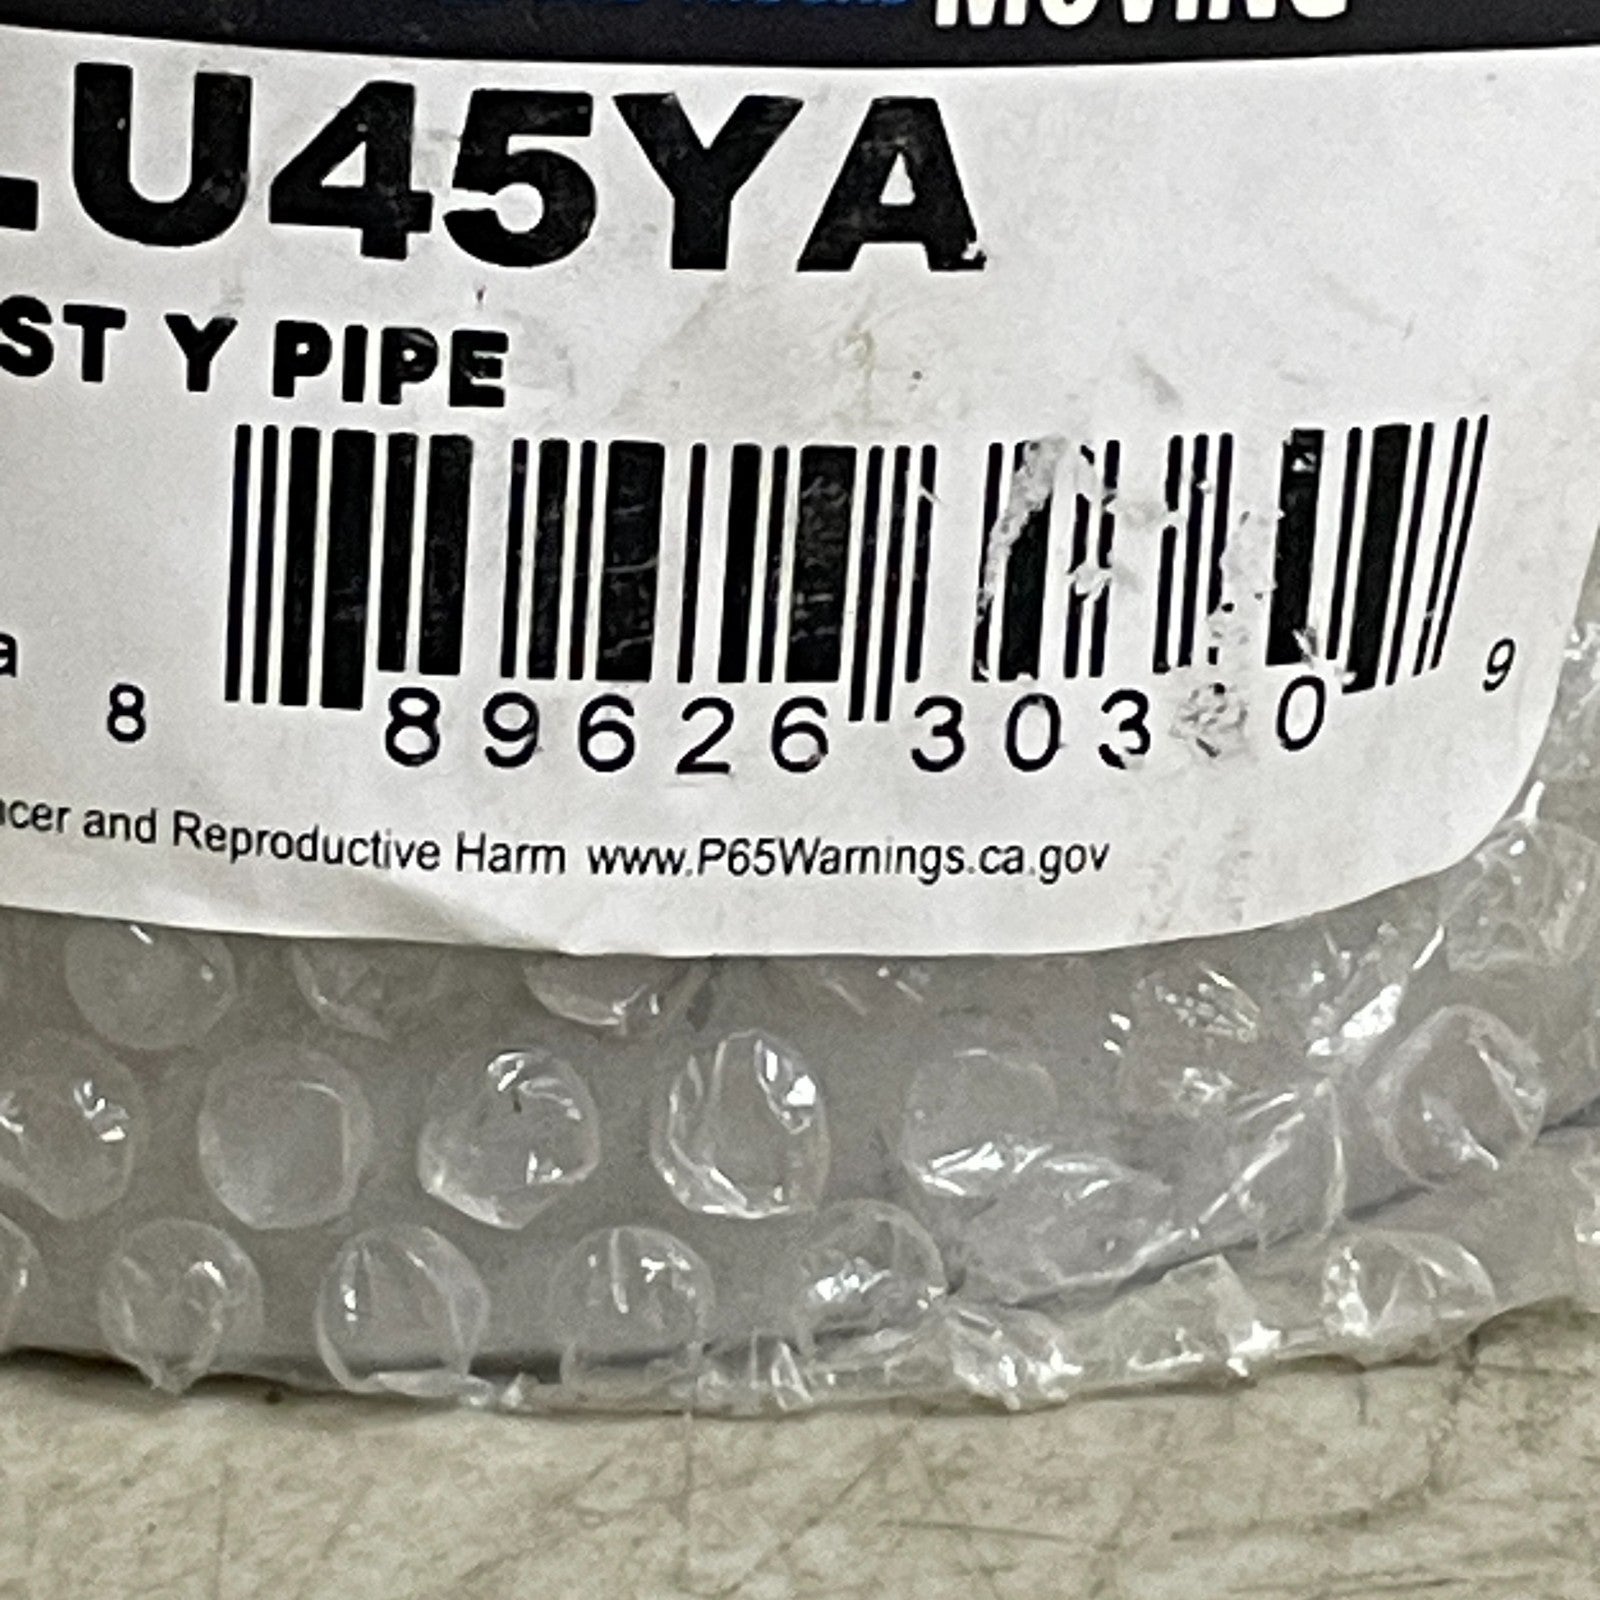 MOVING
LU45YA
ST Y PIPE
a
8 89626 303 0 9
cer and Reproductive Harm www.P65Warnings.ca.gov